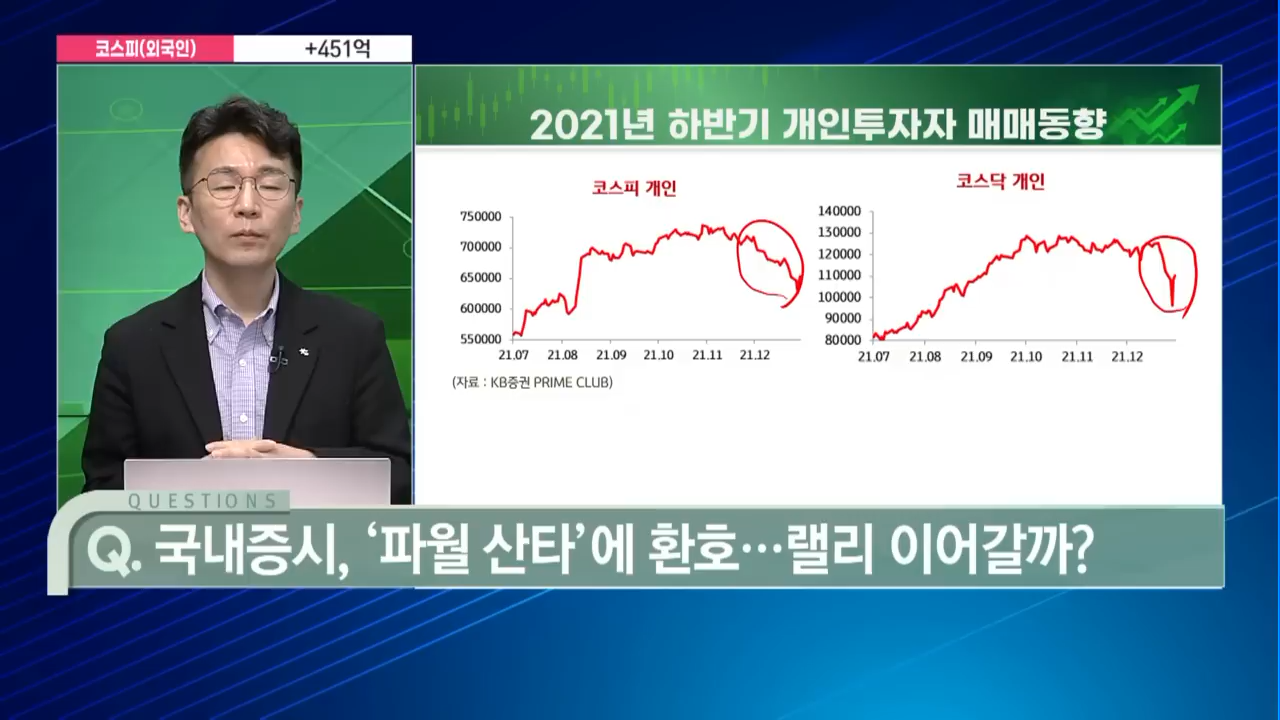 코스피(외국인) +451억
2021년 하반기 개인투자자 매매동향
코스피 개인
750000
700000
650000
600000
550000
21.07 21.08 21.09 21.10 21.11 21.12
코스닥 개인
140000
130000
120000
110000
100000
90000
80000
21.07 21.08 21.09 21.10 21.11 21.12
(자료 : KB증권 PRIME CLUB)
QUESTIONS
Q. 국내증시, ‘파월 산타’에 환호…랠리 이어갈까?